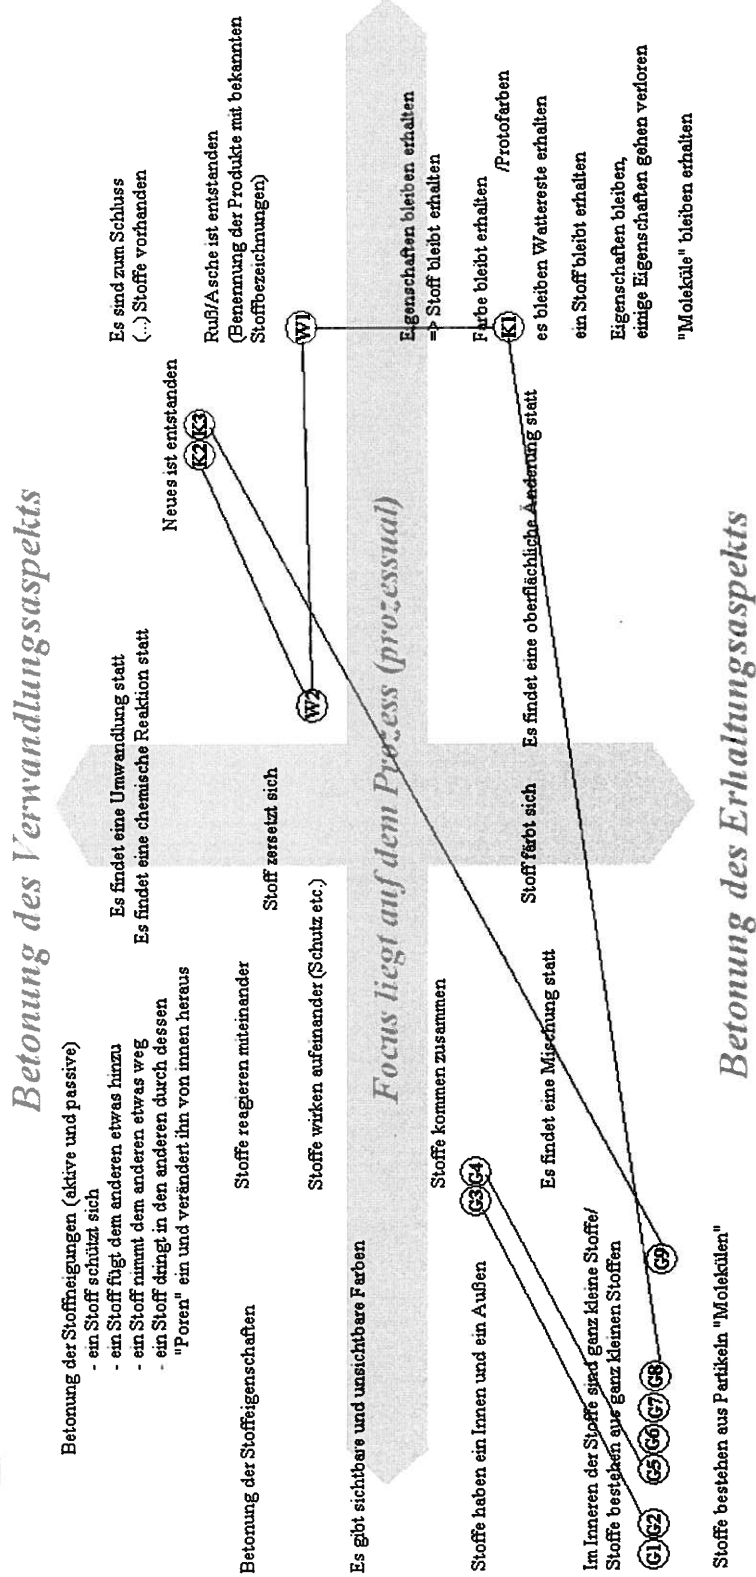 Betonung des Verwandlungsaspekts
Betonung der Stoffneigungen (aktive und passive)
- ein Stoff schützt sich
- ein Stoff fügt dem anderen etwas hinzu
- ein Stoff nimmt dem anderen etwas weg
- ein Stoff dringt in den anderen durch dessen
"Poren" ein und verändert ihn von innen heraus
Es findet eine Umwandlung statt
Es findet eine chemische Reaktion statt
Es sind zum Schluss
(...) Stoffe vorhanden
Neues ist entstanden
K2 K3
Ruß/Asche ist entstanden
(Benennung der Produkte mit bekannten
Stoffbezeichnungen)
Betonung der Stoffeigenschaften
Stoffe reagieren miteinander
Stoff zersetzt sich
Stoffe wirken aufeinander (Schutz etc.)
W2
W1
Es gibt sichtbare und unsichtbare Farben
Focus liegt auf dem Prozess (prozessual)
Eigenschaften bleiben erhalten
=> Stoff bleibt erhalten
Stoffe kommen zusammen
Stoffe haben ein Innen und ein Außen
G3 G4
Farbe bleibt erhalten
/Protofarben
K1
Stoff färbt sich
Es findet eine oberflächliche Änderung statt
es bleiben Wattereste erhalten
Es findet eine Mischung statt
ein Stoff bleibt erhalten
Im Inneren der Stoffe sind ganz kleine Stoffe/
Stoffe bestehen aus ganz kleinen Stoffen
Eigenschaften bleiben,
einige Eigenschaften gehen verloren
G1 G2
G5 G6 G7 G8
G9
"Moleküle" bleiben erhalten
Stoffe bestehen aus Partikeln "Molekülen"
Betonung des Erhaltungsaspekts